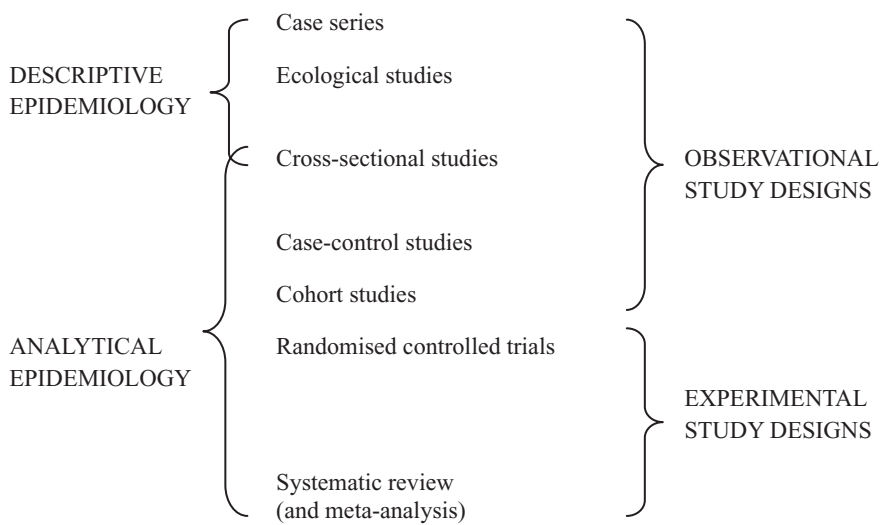 Case series
DESCRIPTIVE
EPIDEMIOLOGY
Ecological studies
Cross-sectional studies
OBSERVATIONAL
STUDY DESIGNS
Case-control studies
Cohort studies
ANALYTICAL
EPIDEMIOLOGY
Randomised controlled trials
EXPERIMENTAL
STUDY DESIGNS
Systematic review
(and meta-analysis)